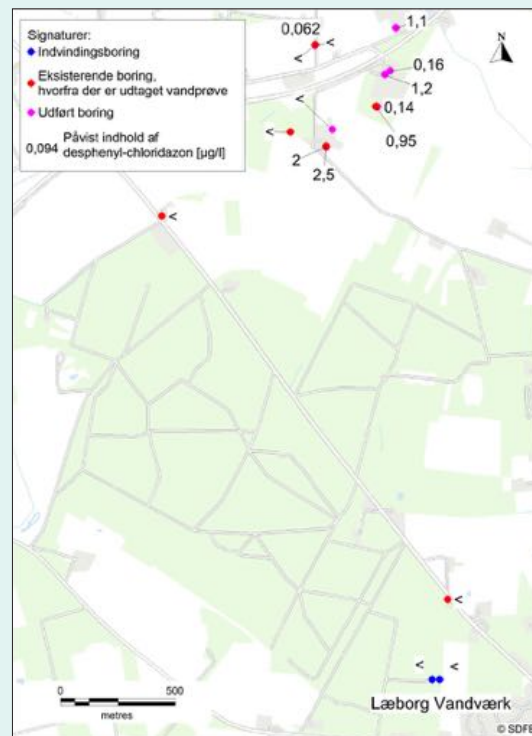 Signaturer:
Indvindingsboring
Eksisterende boring,
hvorfra der er udtaget vandprøve
Udført boring
0,094 Påvist indhold af
desphenyl-chloridazon [µg/l]
1,1
0,062
<
<
0,16
1,2
<
0,14
<
0,95
2
2,5
<
<
< <
Læborg Vandværk
0 500
metres
© SDFE